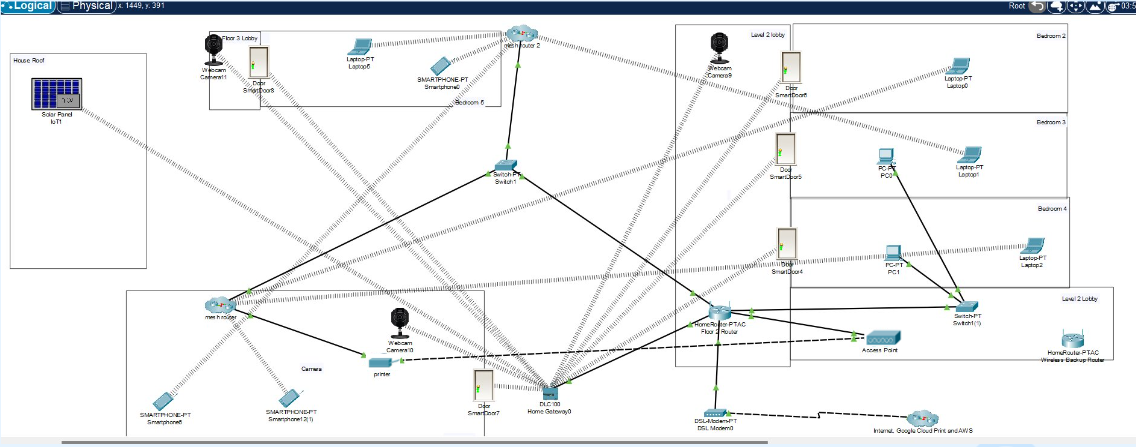 Logical
Physical
x: 1449, y: 391
Root
House Roof
Solar Panel
IoT1
Floor 3 Lobby
Webcam
Camera11
Door
SmartDoor8
Laptop-PT
SMARTPHONE-PT
Smartphone0
Bedroom 5
mesh router 2
Level 2 lobby
Webcam
Camera9
Door
SmartDoor6
Bedroom 2
Laptop-PT
Laptop0
Bedroom 3
Door
SmartDoor5
PC-PT
PC0
Laptop-PT
Laptop1
Switch-PT
Switch1
Bedroom 4
Door
SmartDoor4
PC-PT
PC1
Laptop-PT
Laptop2
mesh router
Webcam
Camera10
Camera
printer
HomeRouter-PT-AC
Floor 2 Router
Switch-PT
Switch1(1)
Level 2 Lobby
Access Point
HomeRouter-PT-AC
Wireless Backup Router
SMARTPHONE-PT
SMARTPHONE-PT
Smartphone12(1)
Door
SmartDoor7
DLC100
Home Gateway0
DSL-Modem-PT
DSL Modem0
Internet, Google Cloud Print and AWS